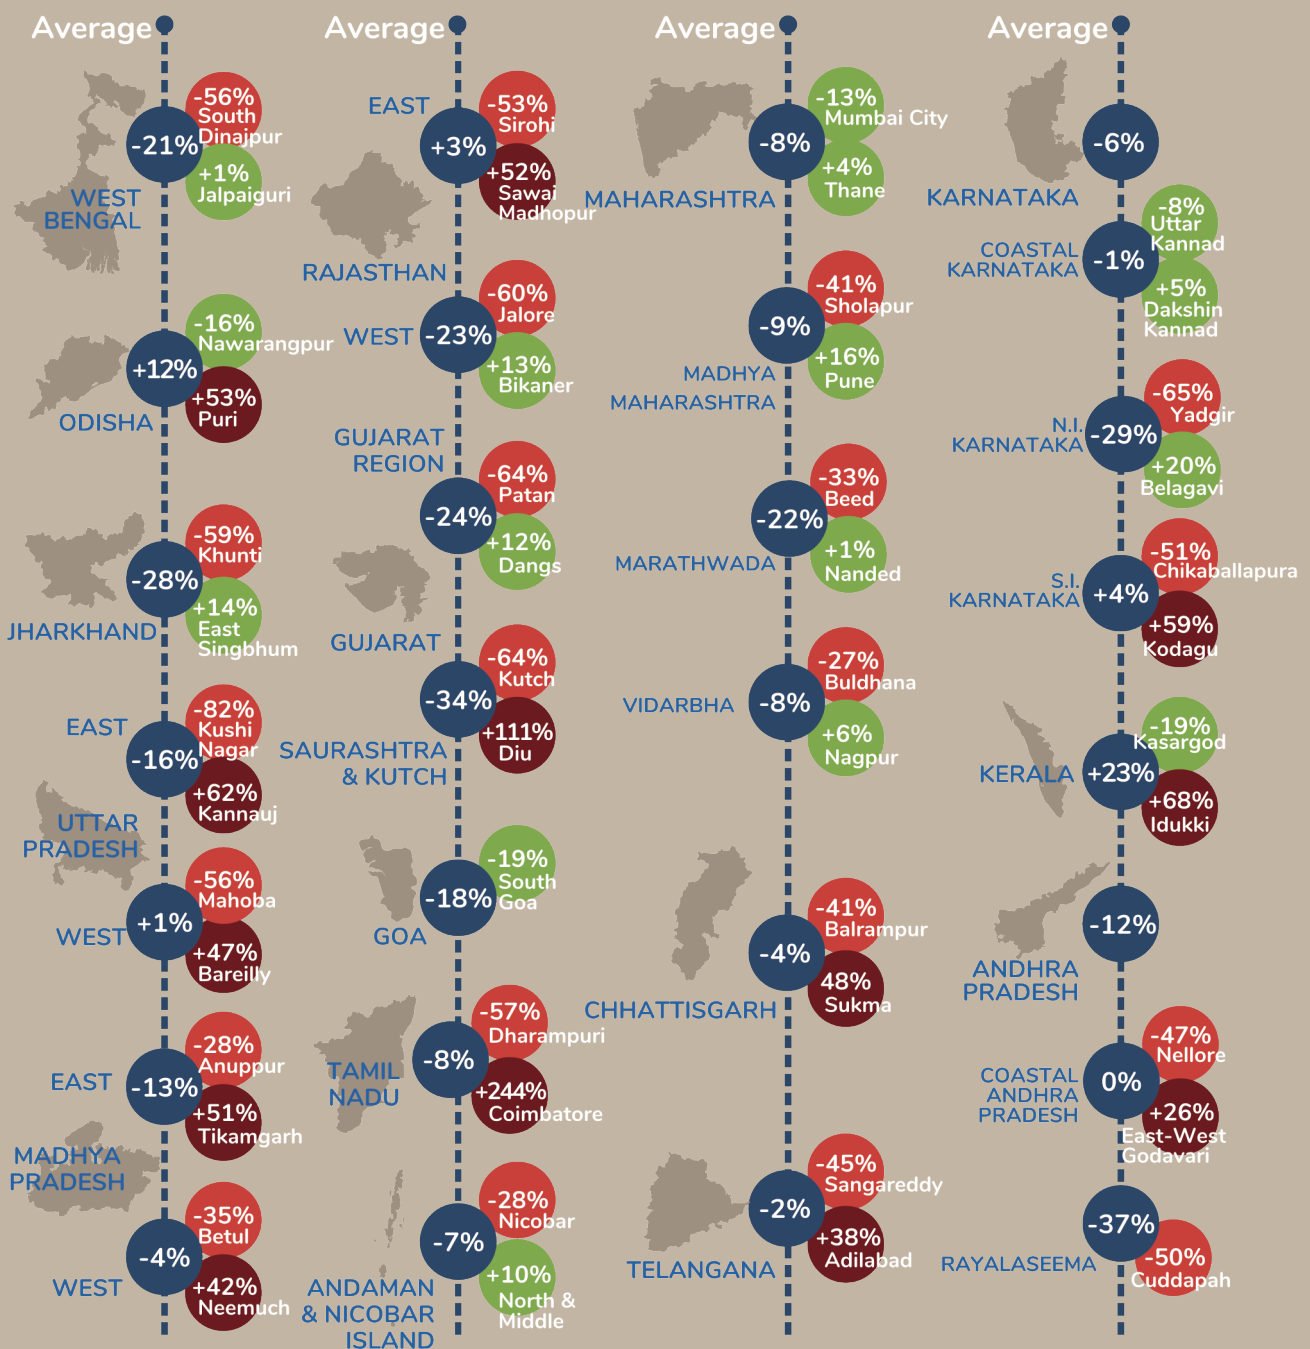 Average
-56%
South
Dinajpur
-21%
+1%
Jalpaiguri
WEST
BENGAL
-16%
Nawarangpur
+12%
+53%
Puri
ODISHA
-59%
Khunti
-28%
+14%
East
Singbhum
JHARKHAND
EAST
-82%
Kushi
Nagar
-16%
+62%
Kannauj
UTTAR
PRADESH
-56%
Mahoba
+1%
WEST
+47%
Bareilly
-28%
Anuppur
EAST
-13%
+51%
Tikamgarh
MADHYA
PRADESH
-35%
Betul
-4%
WEST
+42%
Neemuch
Average
EAST
-53%
Sirohi
+3%
+52%
Sawai
Madhopur
RAJASTHAN
-60%
Jalore
WEST
-23%
+13%
Bikaner
GUJARAT
REGION
-64%
Patan
-24%
+12%
Dangs
GUJARAT
-64%
Kutch
-34%
+111%
Diu
SAURASHTRA
& KUTCH
-19%
South
Goa
-18%
GOA
-57%
Dharampuri
-8%
TAMIL
NADU
+244%
Coimbatore
-28%
Nicobar
-7%
+10%
North &
Middle
ANDAMAN
& NICOBAR
ISLAND
Average
-13%
Mumbai City
-8%
+4%
Thane
MAHARASHTRA
-41%
Sholapur
-9%
+16%
Pune
MADHYA
MAHARASHTRA
-33%
Beed
-22%
+1%
Nanded
MARATHWADA
-27%
Buldhana
VIDARBHA
-8%
+6%
Nagpur
-41%
Balrampur
-4%
48%
Sukma
CHHATTISGARH
-45%
Sangareddy
-2%
+38%
Adilabad
TELANGANA
Average
-6%
KARNATAKA
-8%
Uttar
Kannad
COASTAL
KARNATAKA
-1%
+5%
Dakshin
Kannad
-65%
Yadgir
N.I.
KARNATAKA
-29%
+20%
Belagavi
-51%
Chikaballapura
S.I.
KARNATAKA
+4%
+59%
Kodagu
-19%
Kasargod
KERALA
+23%
+68%
Idukki
-12%
ANDHRA
PRADESH
-47%
Nellore
COASTAL
ANDHRA
PRADESH
0%
+26%
East-West
Godavari
-37%
RAYALASEEMA
-50%
Cuddapah